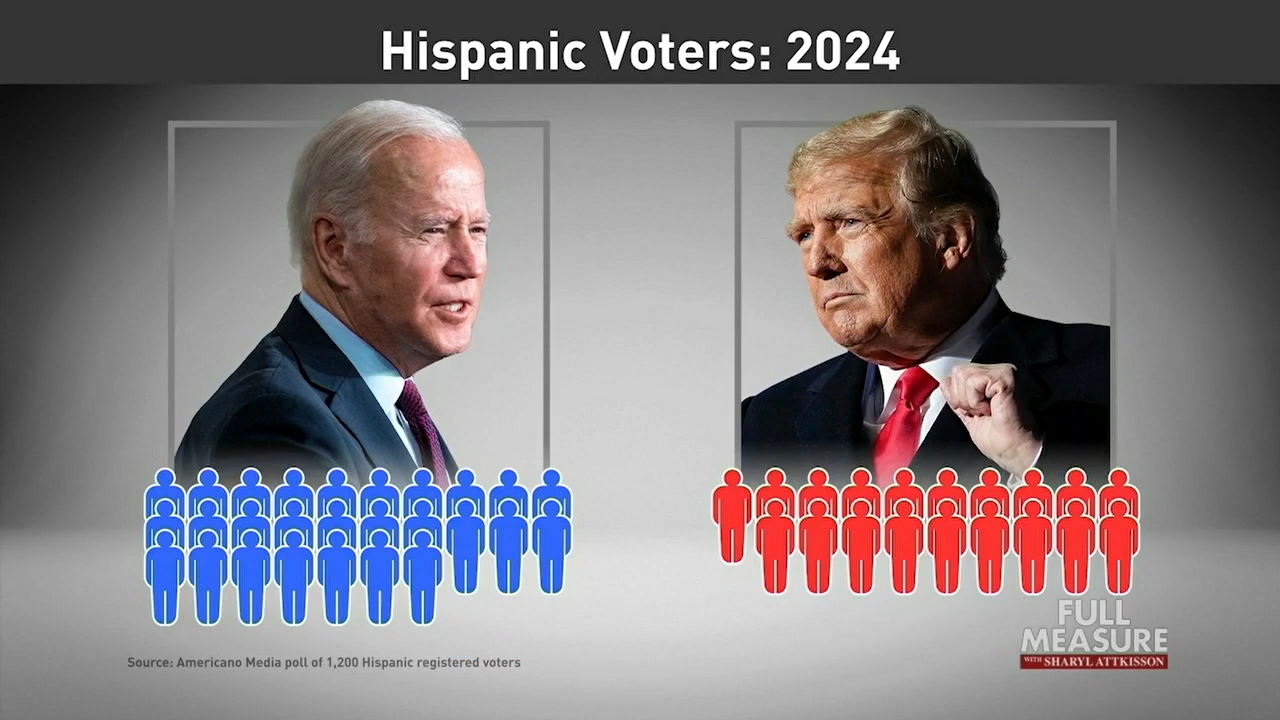 Hispanic Voters: 2024
Source: Americano Media poll of 1,200 Hispanic registered voters
FULL
MEASURE
WITH SHARYL ATTKISSON